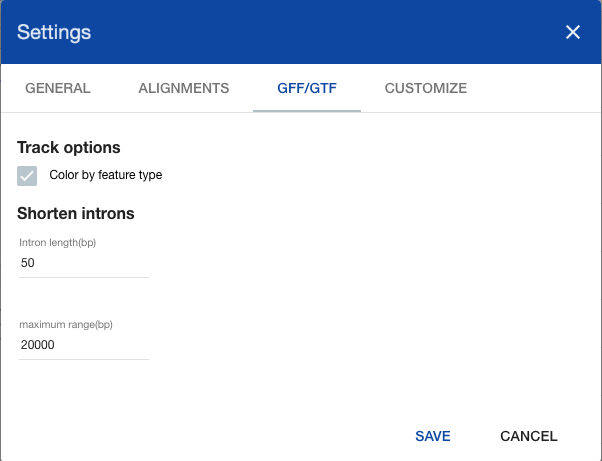 Settings
GENERAL ALIGNMENTS GFF/GTF CUSTOMIZE
Track options
Color by feature type
Shorten introns
Intron length(bp)
50
maximum range(bp)
20000
SAVE CANCEL